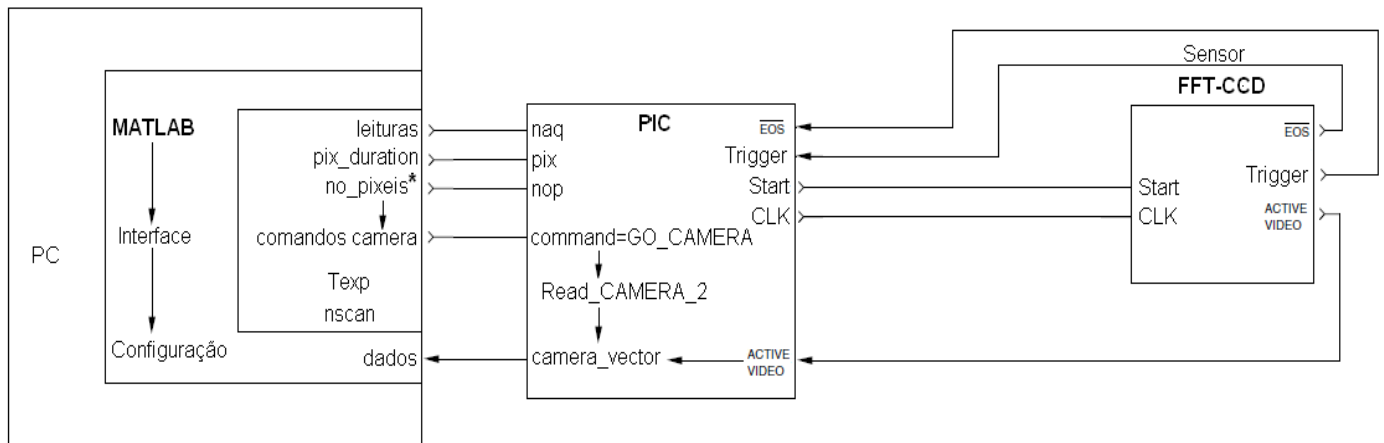 PC
MATLAB
Interface
Configuração
leituras
pix_duration
no_pixeis*
comandos camera
Texp
nscan
dados
PIC
naq
pix
nop
command=GO_CAMERA
Read_CAMERA_2
camera_vector
EOS
Trigger
Start
CLK
ACTIVE
VIDEO
Sensor
FFT-CCD
EOS
Trigger
Start
CLK
ACTIVE
VIDEO